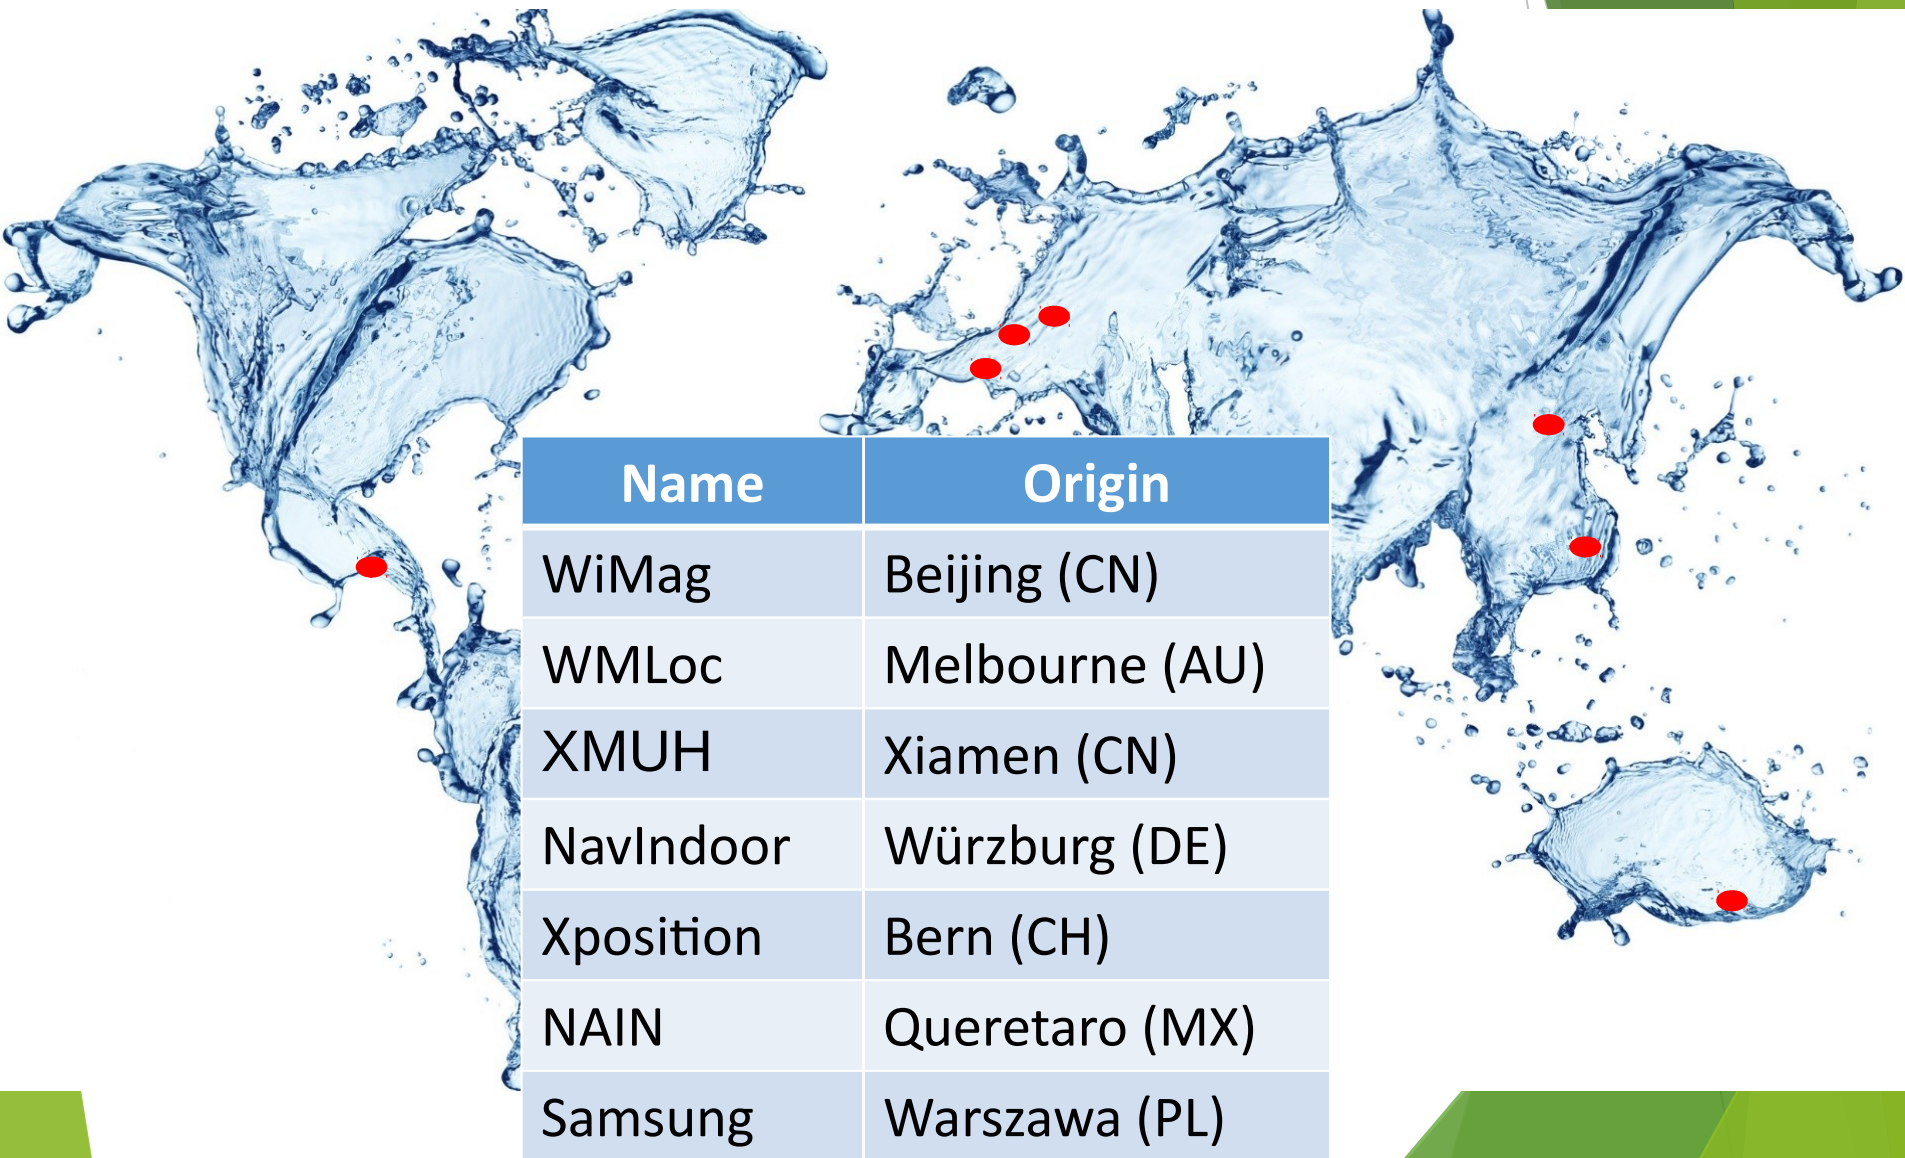 Name Origin
WiMag Beijing (CN)
WMLoc Melbourne (AU)
XMUH Xiamen (CN)
NavIndoor Würzburg (DE)
Xposition Bern (CH)
NAIN Queretaro (MX)
Samsung Warszawa (PL)